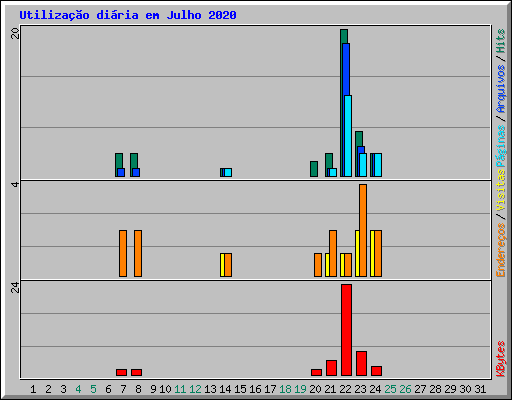 Utilização diária em Julho 2020
20
4
24
Endereços / Visitas Páginas / Arquivos / Hits
KBytes
1 2 3 4 5 6 7 8 9 10 11 12 13 14 15 16 17 18 19 20 21 22 23 24 25 26 27 28 29 30 31